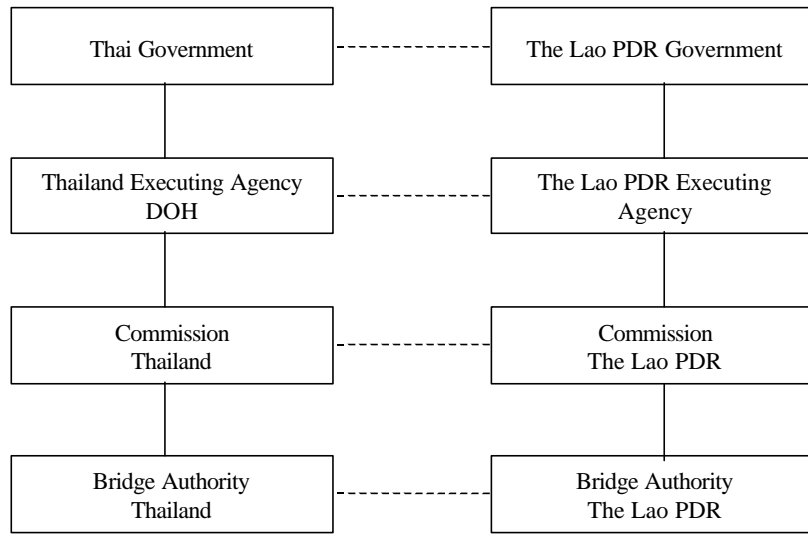 Thai Government
The Lao PDR Government
Thailand Executing Agency
DOH
The Lao PDR Executing
Agency
Commission
Thailand
Commission
The Lao PDR
Bridge Authority
Thailand
Bridge Authority
The Lao PDR